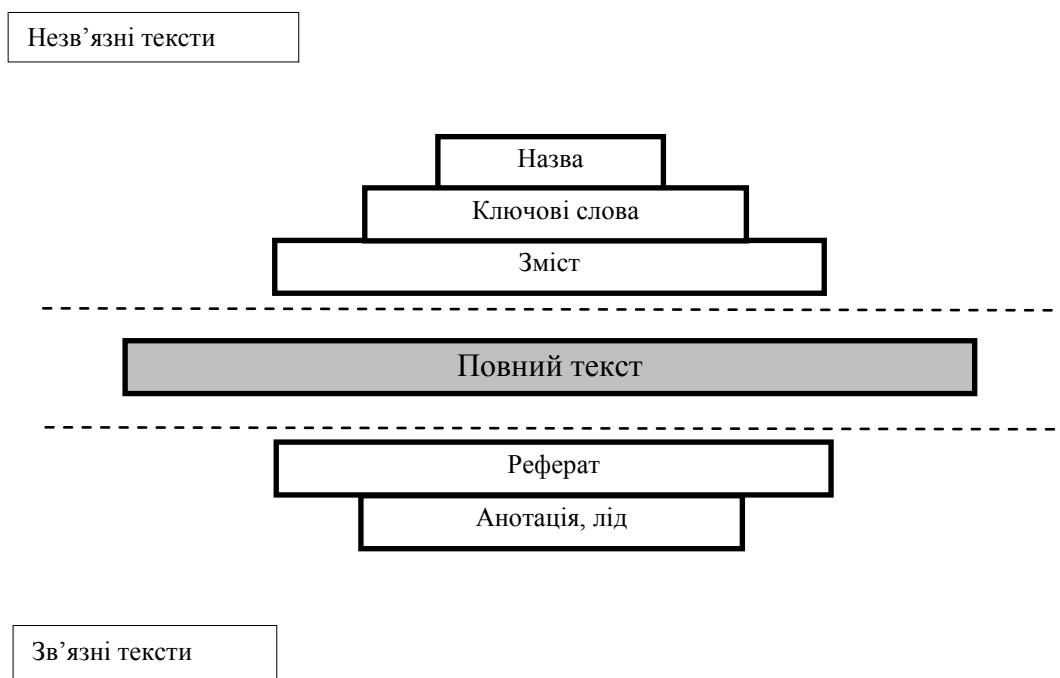 Незв’язні тексти
Назва
Ключові слова
Зміст
Повний текст
Реферат
Анотація, лід
Зв’язні тексти